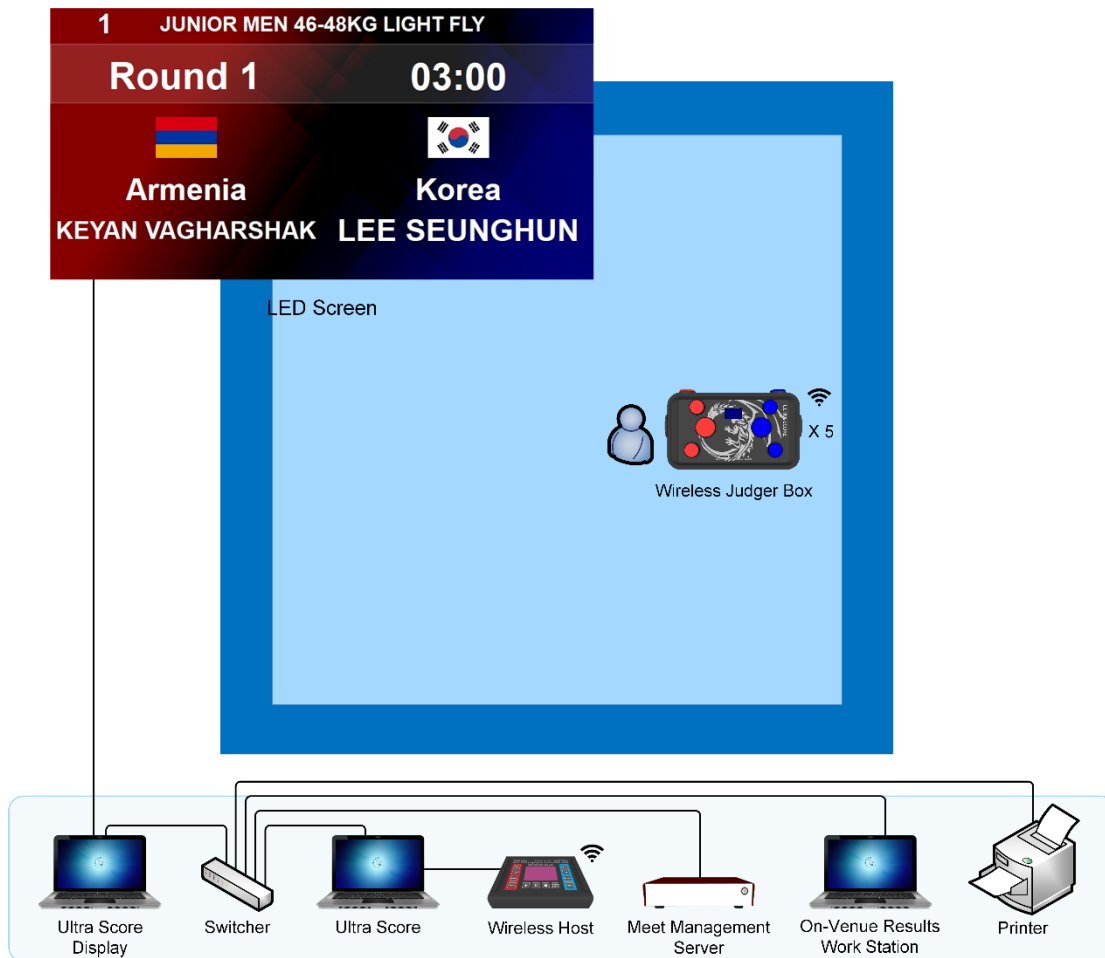 1 JUNIOR MEN 46-48KG LIGHT FLY
Round 1 03:00
Armenia Korea
KEYAN VAGHARSHAK LEE SEUNGHUN
LED Screen
X 5
Wireless Judger Box
Ultra Score
Display
Switcher
Ultra Score
Wireless Host
Meet Management
Server
On-Venue Results
Work Station
Printer